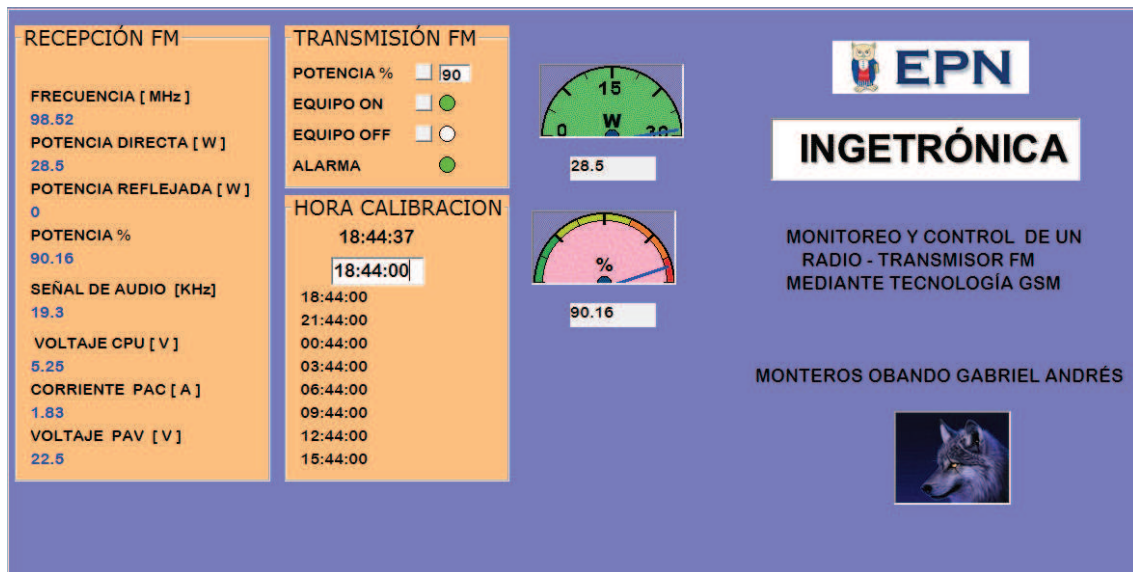 RECEPCIÓN FM
FRECUENCIA [ MHz ]
98.52
POTENCIA DIRECTA [ W ]
28.5
POTENCIA REFLEJADA [ W ]
0
POTENCIA %
90.16
SEÑAL DE AUDIO [KHz]
19.3
VOLTAJE CPU [ V ]
5.25
CORRIENTE PAC [ A ]
1.83
VOLTAJE PAV [ V ]
22.5
TRANSMISIÓN FM
POTENCIA % 90
EQUIPO ON
EQUIPO OFF
ALARMA
HORA CALIBRACION
18:44:37
18:44:00
18:44:00
21:44:00
00:44:00
03:44:00
06:44:00
09:44:00
12:44:00
15:44:00
15
0 W 30
28.5
%
90.16
EPN
INGETRÓNICA
MONITOREO Y CONTROL DE UN
RADIO - TRANSMISOR FM
MEDIANTE TECNOLOGÍA GSM
MONTEROS OBANDO GABRIEL ANDRÉS